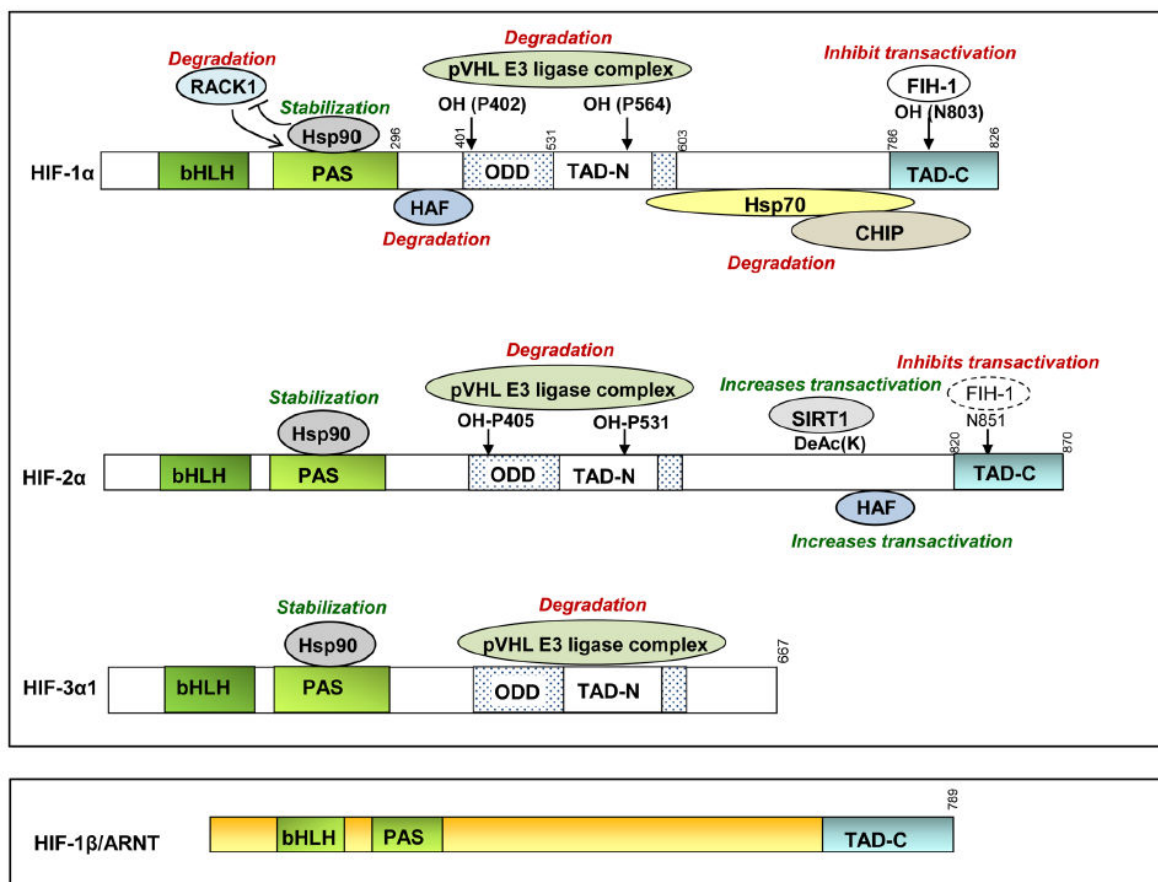 Degradation
RACK1
Stabilization
Hsp90
Degradation
pVHL E3 ligase complex
OH (P402)
OH (P564)
Inhibit transactivation
FIH-1
OH (N803)
296
401
531
603
786
826
HIF-1α
bHLH
PAS
ODD
TAD-N
TAD-C
HAF
Degradation
Hsp70
CHIP
Degradation
Stabilization
Hsp90
Degradation
pVHL E3 ligase complex
OH-P405
OH-P531
Increases transactivation
SIRT1
DeAc(K)
Inhibits transactivation
FIH-1
N851
820
870
HIF-2α
bHLH
PAS
ODD
TAD-N
TAD-C
HAF
Increases transactivation
Stabilization
Hsp90
Degradation
pVHL E3 ligase complex
667
HIF-3α1
bHLH
PAS
ODD
TAD-N
789
HIF-1β/ARNT
bHLH
PAS
TAD-C